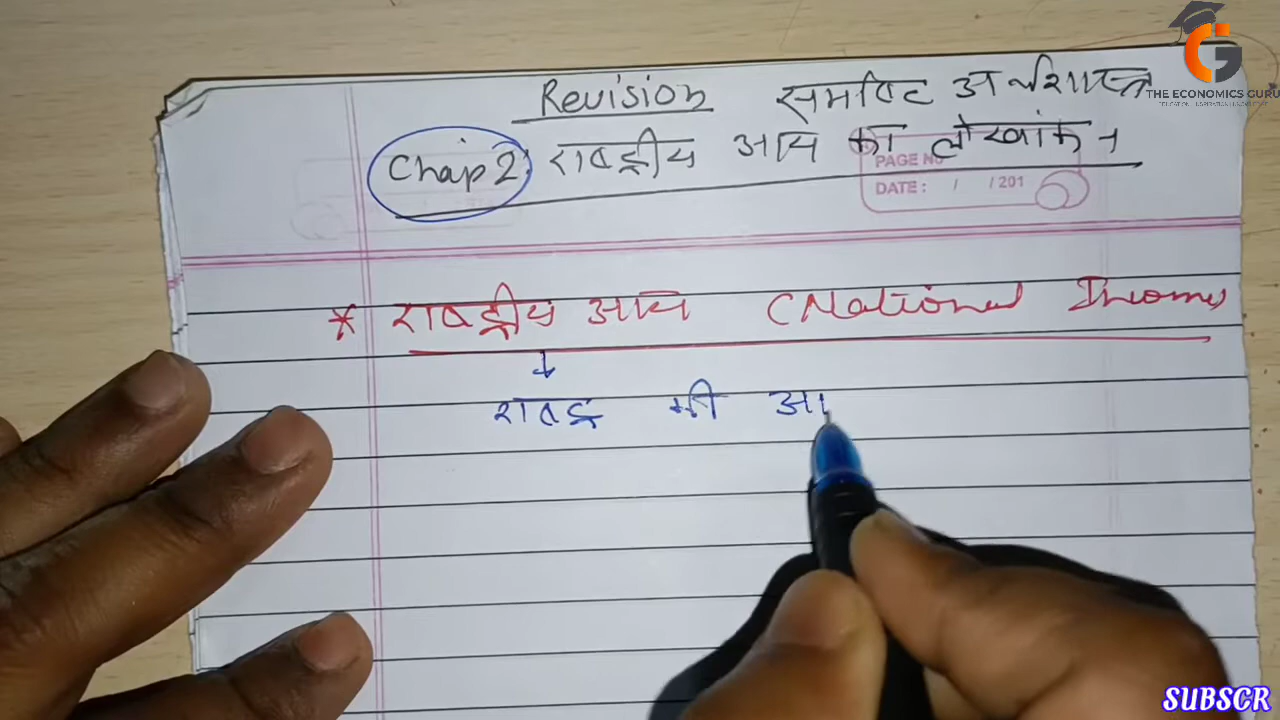 Revision समष्टि अर्थशास्त्र
Chap 2: राष्ट्रीय आय का लेखांकन
PAGE NO
DATE : / / 201
* राष्ट्रीय आय (National Income)
↓
राष्ट्र की आ
THE ECONOMICS GURU
SUBSCR